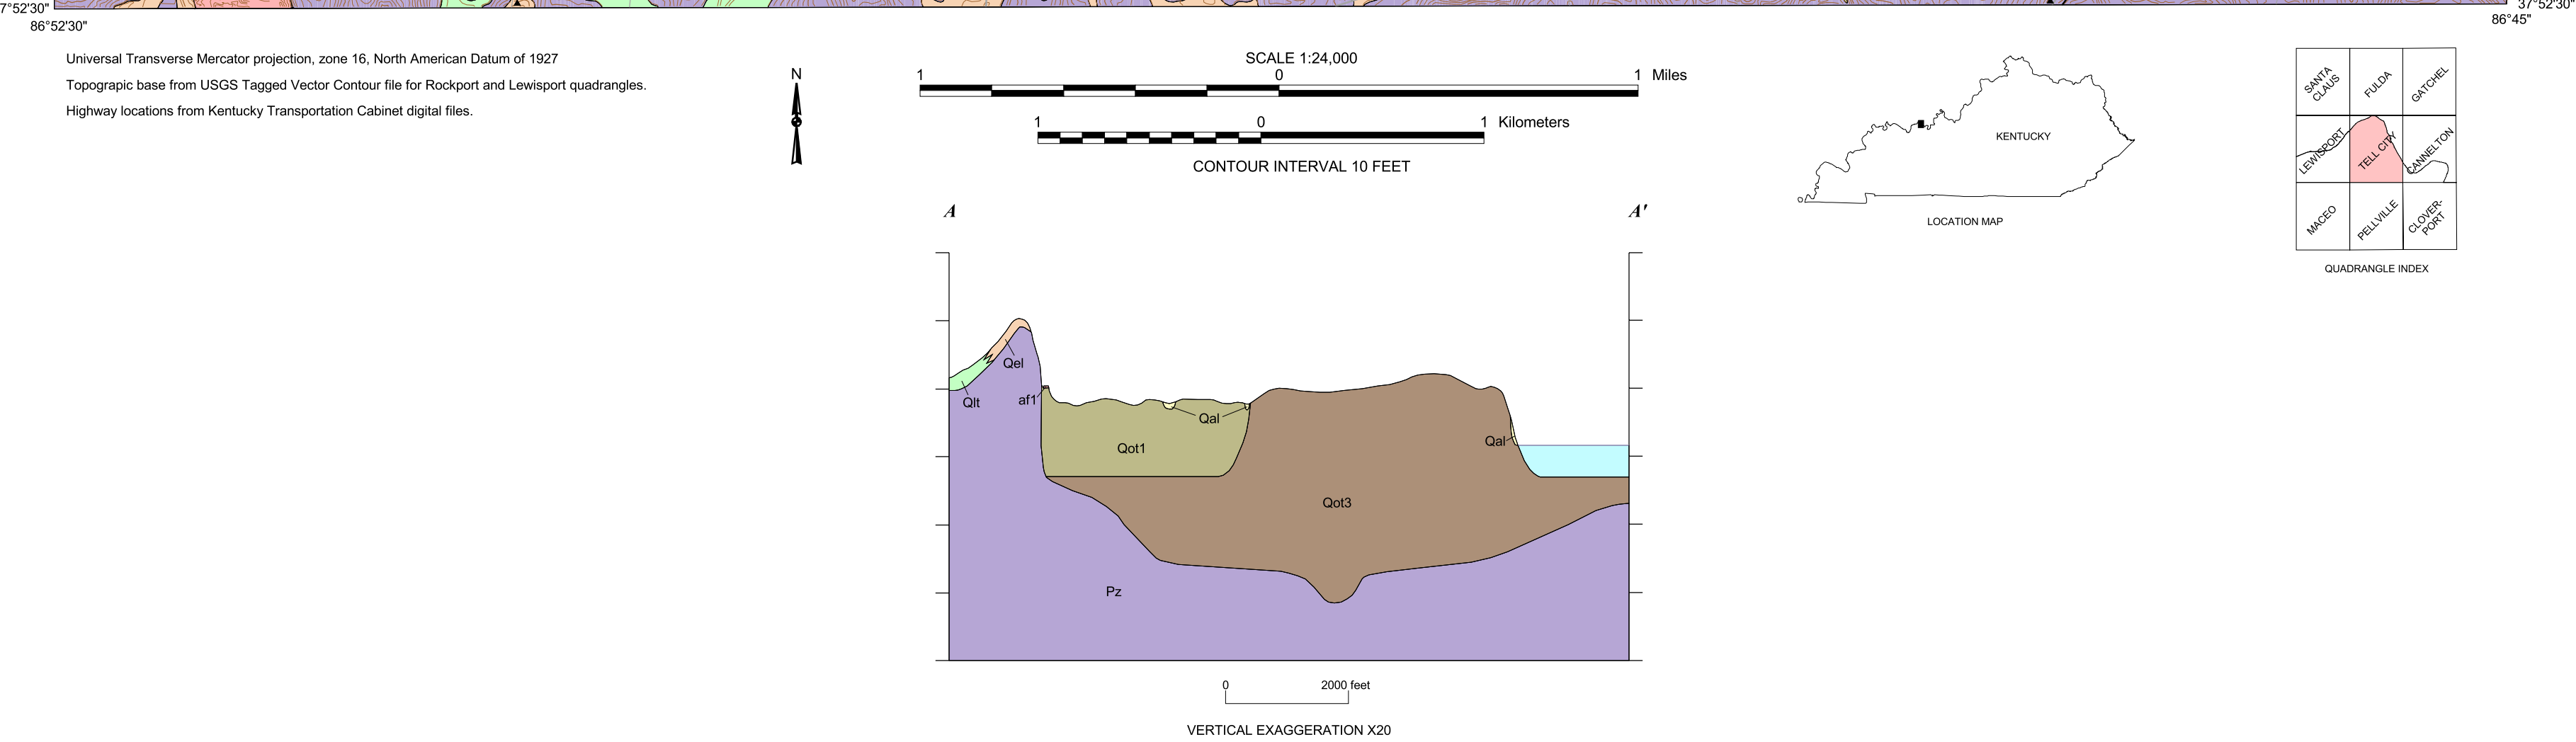 7°52'30"
37°52'30"
86°52'30"
86°45"
Universal Transverse Mercator projection, zone 16, North American Datum of 1927
Topograpic base from USGS Tagged Vector Contour file for Rockport and Lewisport quadrangles.
Highway locations from Kentucky Transportation Cabinet digital files.
N
SCALE 1:24,000
1 0 1 Miles
1 0 1 Kilometers
CONTOUR INTERVAL 10 FEET
KENTUCKY
LOCATION MAP
SANTA
CLAUS
FULDA
GATCHEL
LEWISPORT
TELL CITY
CANNELTON
MACEO
PELLVILLE
CLOVER-
PORT
QUADRANGLE INDEX
A A'
Qel
Qlt
af1
Qal
Qal
Qot1
Qot3
Pz
0 2000 feet
VERTICAL EXAGGERATION X20